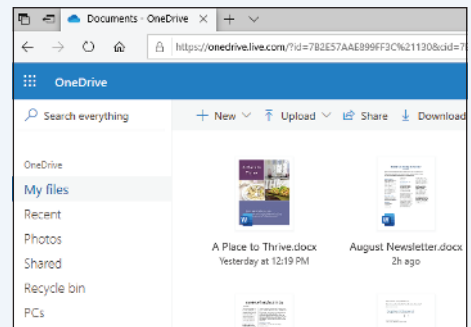 Documents - OneDrive
https://onedrive.live.com/?id=7B2E57AAE899FF3C%21130&cid=7
OneDrive
Search everything
New Upload Share Download
OneDrive
My files
Recent
Photos
Shared
Recycle bin
PCs
A Place to Thrive.docx
Yesterday at 12:19 PM
August Newsletter.docx
2h ago